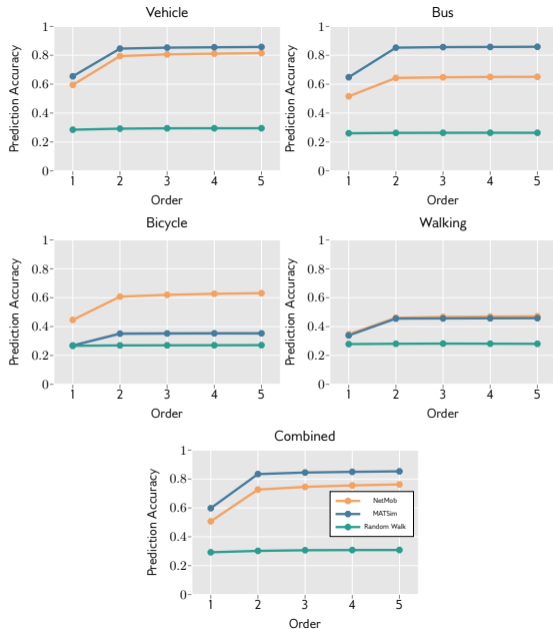 Vehicle
Prediction Accuracy
1
0.8
0.6
0.4
0.2
0
1 2 3 4 5
Order
Bus
Prediction Accuracy
1
0.8
0.6
0.4
0.2
0
1 2 3 4 5
Order
Bicycle
Prediction Accuracy
1
0.8
0.6
0.4
0.2
0
1 2 3 4 5
Order
Walking
Prediction Accuracy
1
0.8
0.6
0.4
0.2
0
1 2 3 4 5
Order
Combined
Prediction Accuracy
1
0.8
0.6
0.4
0.2
0
1 2 3 4 5
Order
NetMob
MATSim
Random Walk